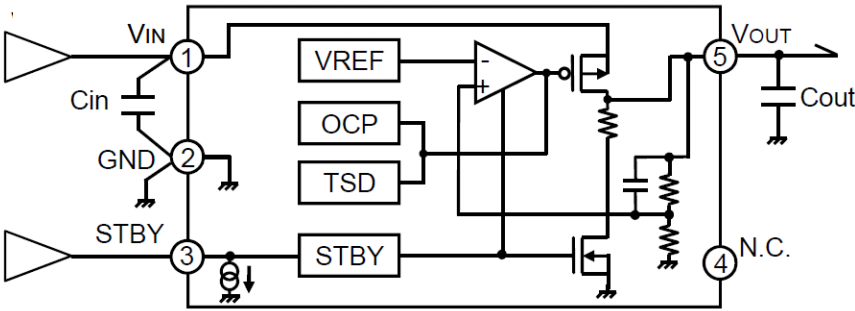 VIN
1
VREF
-
+
VOUT
5
Cin
OCP
Cout
GND
2
TSD
STBY
3
STBY
N.C.
4